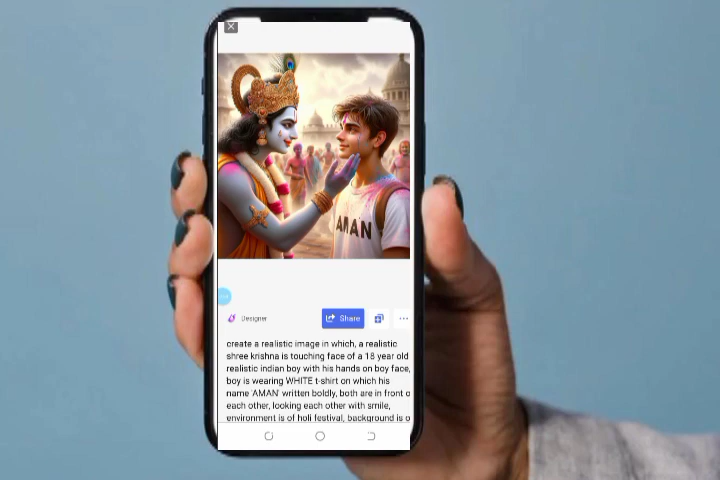 AMAN
Designer
Share
create a realistic image in which, a realistic
shree krishna is touching face of a 18 year old
realistic indian boy with his hands on boy face,
boy is wearing WHITE t-shirt on which his
name 'AMAN' written boldly, both are in front o
each other, looking each other with smile,
environment is of holi festival, background is o